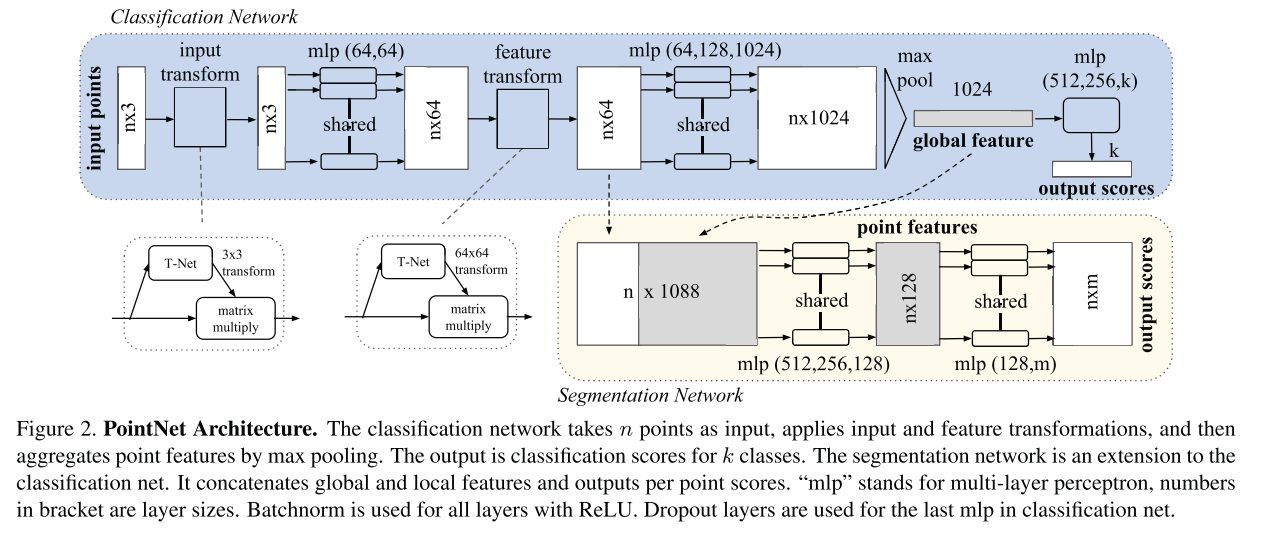 Classification Network
input points
nx3
input
transform
nx3
mlp (64,64)
shared
nx64
feature
transform
nx64
mlp (64,128,1024)
shared
nx1024
max
pool
1024
global feature
mlp
(512,256,k)
k
output scores
T-Net
3x3
transform
matrix
multiply
T-Net
64x64
transform
matrix
multiply
point features
n x 1088
shared
mlp (512,256,128)
nx128
shared
mlp (128,m)
nxm
output scores
Segmentation Network
Figure 2. PointNet Architecture. The classification network takes n points as input, applies input and feature transformations, and then
aggregates point features by max pooling. The output is classification scores for k classes. The segmentation network is an extension to the
classification net. It concatenates global and local features and outputs per point scores. “mlp” stands for multi-layer perceptron, numbers
in bracket are layer sizes. Batchnorm is used for all layers with ReLU. Dropout layers are used for the last mlp in classification net.